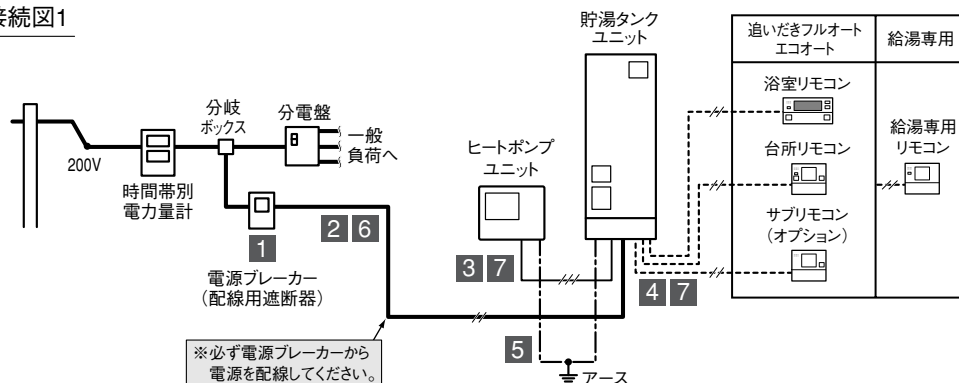 接続図1
200V
時間帯別
電力量計
分岐
ボックス
分電盤
一般
負荷へ
1
電源ブレーカー
（配線用遮断器）
2 6
※必ず電源ブレーカーから
電源を配線してください。
ヒートポンプ
ユニット
3 7
5
アース
貯湯タンク
ユニット
4 7
追いだきフルオート
エコオート
給湯専用
浴室リモコン
台所リモコン
サブリモコン
（オプション）
給湯専用
リモコン